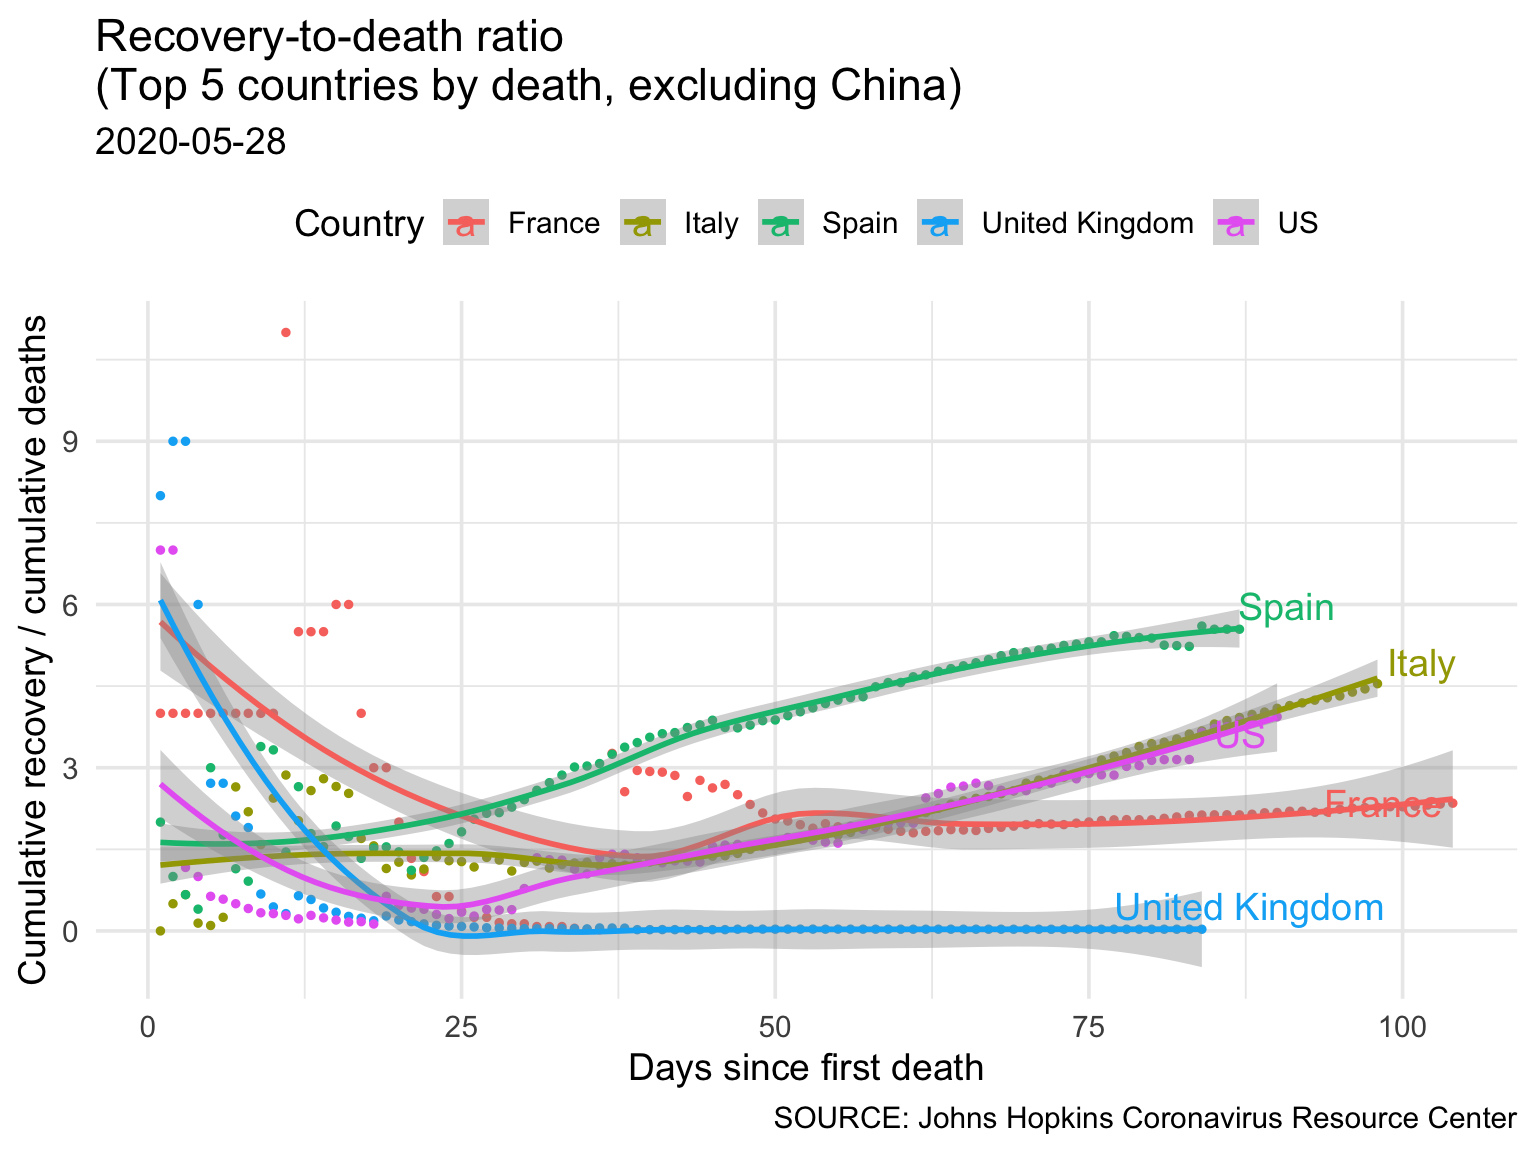 Recovery-to-death ratio
(Top 5 countries by death, excluding China)
2020-05-28
Country a France a Italy a Spain a United Kingdom a US
Cumulative recovery / cumulative deaths
9
6
3
0
Spain
Italy
US
France
United Kingdom
0 25 50 75 100
Days since first death
SOURCE: Johns Hopkins Coronavirus Resource Center